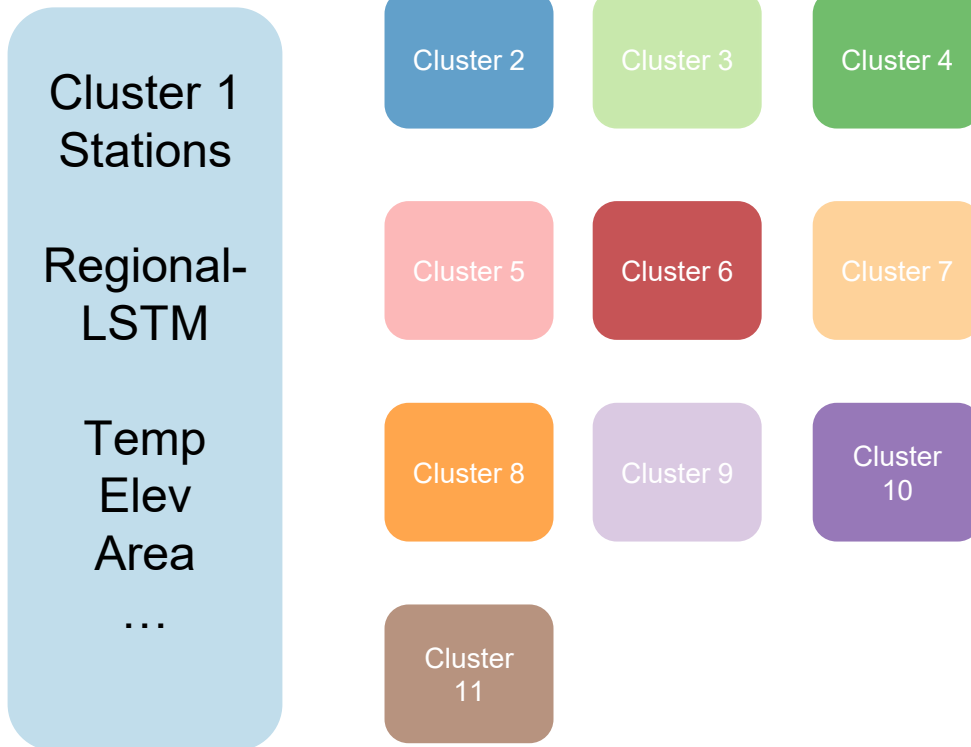 Cluster 1
Stations
Regional-
LSTM
Temp
Elev
Area
…
Cluster 2
Cluster 3
Cluster 4
Cluster 5
Cluster 6
Cluster 7
Cluster 8
Cluster 9
Cluster
10
Cluster
11